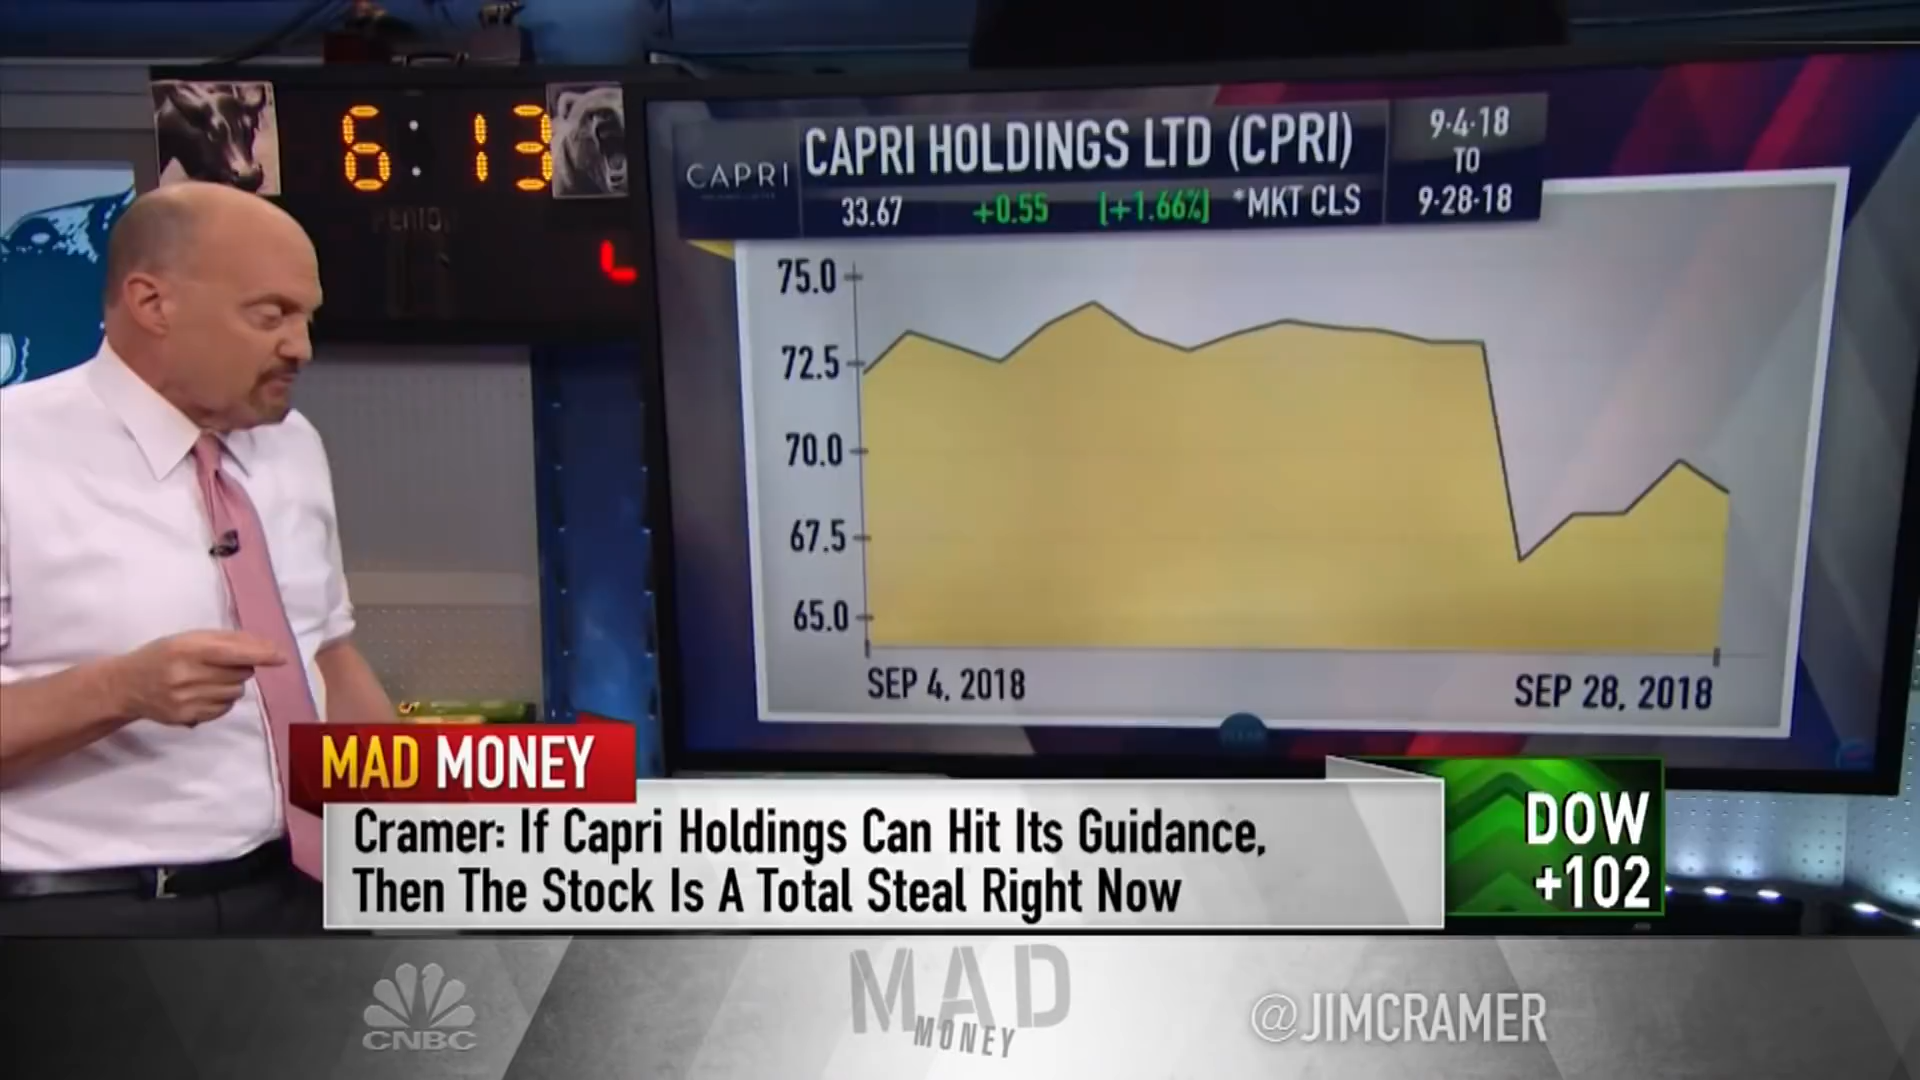 6:13
CAPRI
CAPRI HOLDINGS LTD (CPRI)
33.67 +0.55 [+1.66%] *MKT CLS
9·4·18
TO
9·28·18
75.0
72.5
70.0
67.5
65.0
SEP 4, 2018
SEP 28, 2018
MAD MONEY
Cramer: If Capri Holdings Can Hit Its Guidance,
Then The Stock Is A Total Steal Right Now
DOW
+102
CNBC
MAD
MONEY
@JIMCRAMER